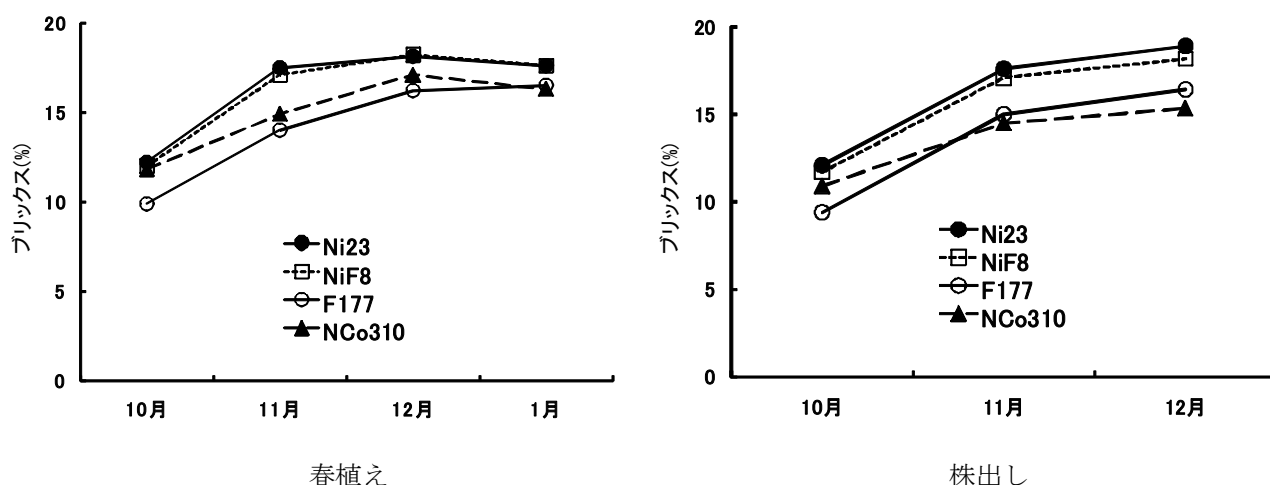 ブリックス(%)
20
15
10
5
0
10月 11月 12月 1月
Ni23
NiF8
F177
NCo310
春植え
ブリックス(%)
20
15
10
5
0
10月 11月 12月
Ni23
NiF8
F177
NCo310
株出し